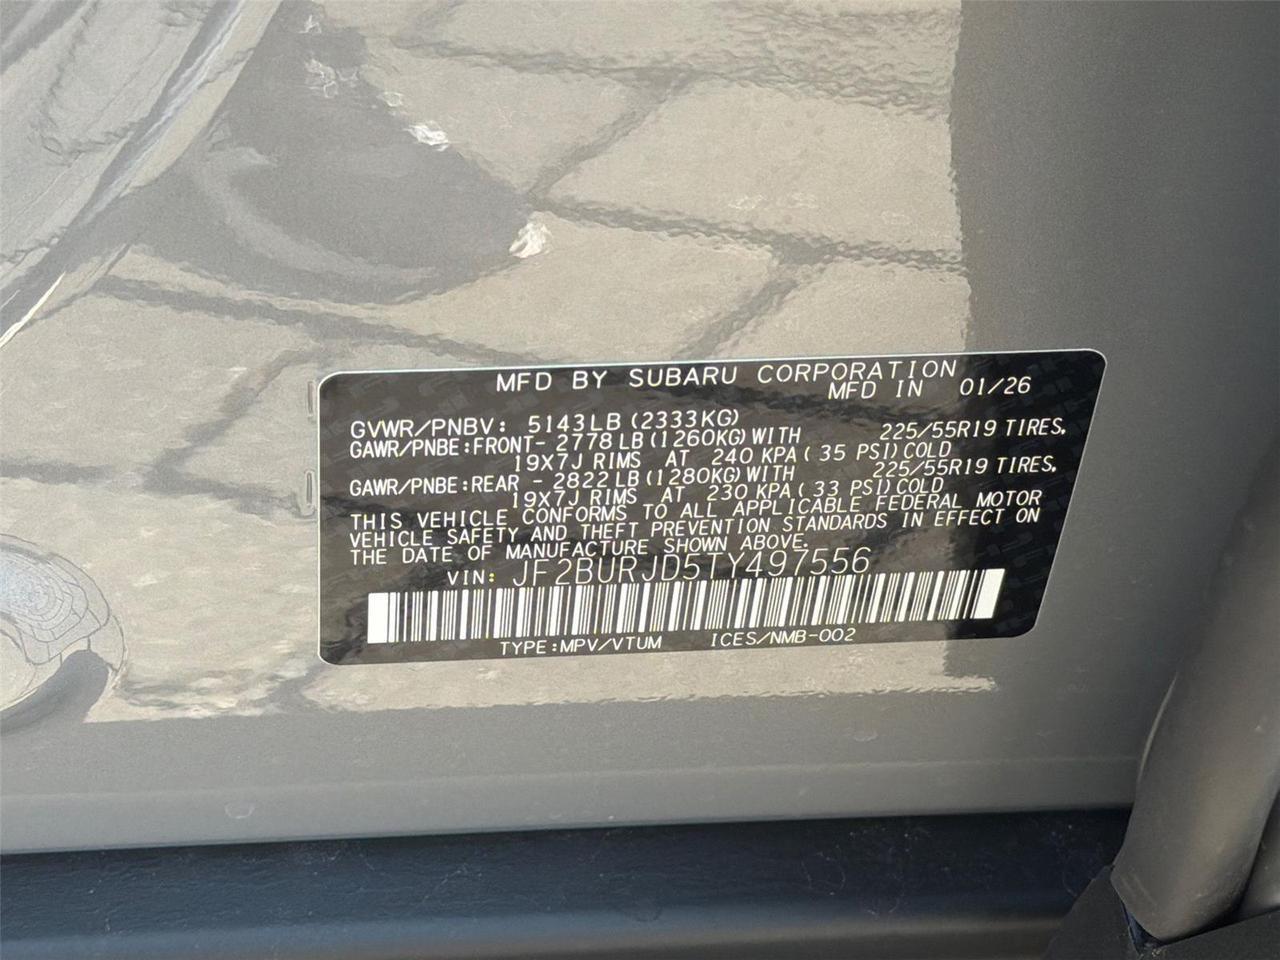 MFD BY SUBARU CORPORATION
MFD IN 01/26
GVWR/PNBV: 5143LB(2333KG)
GAWR/PNBE:FRONT- 2778LB(1260KG)WITH 225/55R19 TIRES,
19X7J RIMS AT 240 KPA( 35 PSI)COLD
GAWR/PNBE:REAR - 2822LB(1280KG)WITH 225/55R19 TIRES,
19X7J RIMS AT 230 KPA( 33 PSI)COLD
THIS VEHICLE CONFORMS TO ALL APPLICABLE FEDERAL MOTOR
VEHICLE SAFETY AND THEFT PREVENTION STANDARDS IN EFFECT ON
THE DATE OF MANUFACTURE SHOWN ABOVE.
VIN: JF2BURJD5TY497556
TYPE:MPV/VTUM ICES/NMB-002